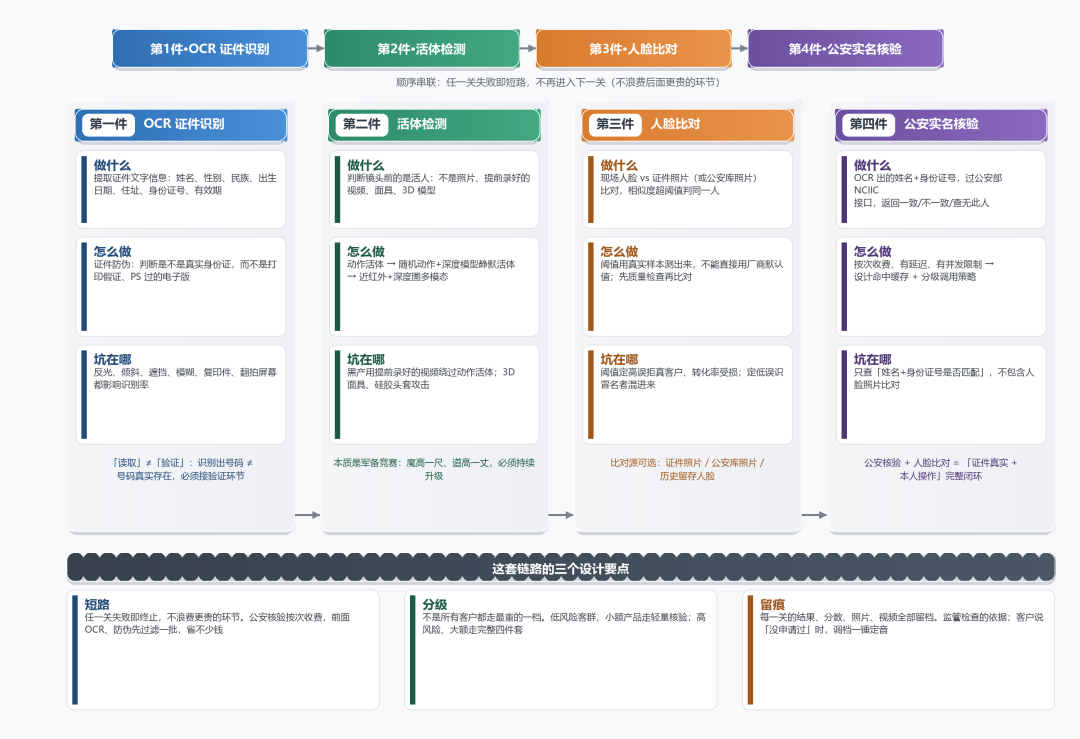 第1件·OCR 证件识别
第2件·活体检测
第3件·人脸比对
第4件·公安实名核验
顺序串联：任一关失败即短路，不再进入下一关（不浪费后面更贵的环节）
第一件 OCR 证件识别
做什么
提取证件文字信息：姓名、性别、民族、出生
日期、住址、身份证号、有效期
怎么做
证件防伪：判断是不是真实身份证，而不是打
印假证、PS 过的电子版
坑在哪
反光、倾斜、遮挡、模糊、复印件、翻拍屏幕
都影响识别率
「读取」≠「验证」：识别出号码 ≠
号码真实存在，必须接验证环节
第二件 活体检测
做什么
判断镜头前的是活人：不是照片、提前录好的
视频、面具、3D 模型
怎么做
动作活体 → 随机动作+深度模型静默活体
→ 近红外+深度图多模态
坑在哪
黑产用提前录好的视频绕过动作活体；3D
面具、硅胶头套攻击
本质是军备竞赛：魔高一尺、道高一丈，必须持续
升级
第三件 人脸比对
做什么
现场人脸 vs 证件照片（或公安库照片）
比对，相似度超阈值判同一人
怎么做
阈值用真实样本测出来，不能直接用厂商默认
值；先质量检查再比对
坑在哪
阈值定高误拒真客户、转化率受损；定低误识
冒名者混进来
比对源可选：证件照片 / 公安库照片 /
历史留存人脸
第四件 公安实名核验
做什么
OCR 出的姓名+身份证号，过公安部
NCIIC
接口，返回一致/不一致/查无此人
怎么做
按次收费、有延迟、有并发限制 →
设计命中缓存 + 分级调用策略
坑在哪
只查「姓名+身份证号是否匹配」，不包含人
脸照片比对
公安核验 + 人脸比对 = 「证件真实 +
本人操作」完整闭环
这套链路的三个设计要点
短路
任一关失败即终止，不浪费更贵的环节。公安核验按次收费，前面
OCR、防伪先过滤一批，省不少钱
分级
不是所有客户都走最重的一档。低风险客群、小额产品走轻量核验；高
风险、大额走完整四件套
留痕
每一关的结果、分数、照片、视频全部留档。监管检查的依据；客户说
「没申请过」时，调档一锤定音